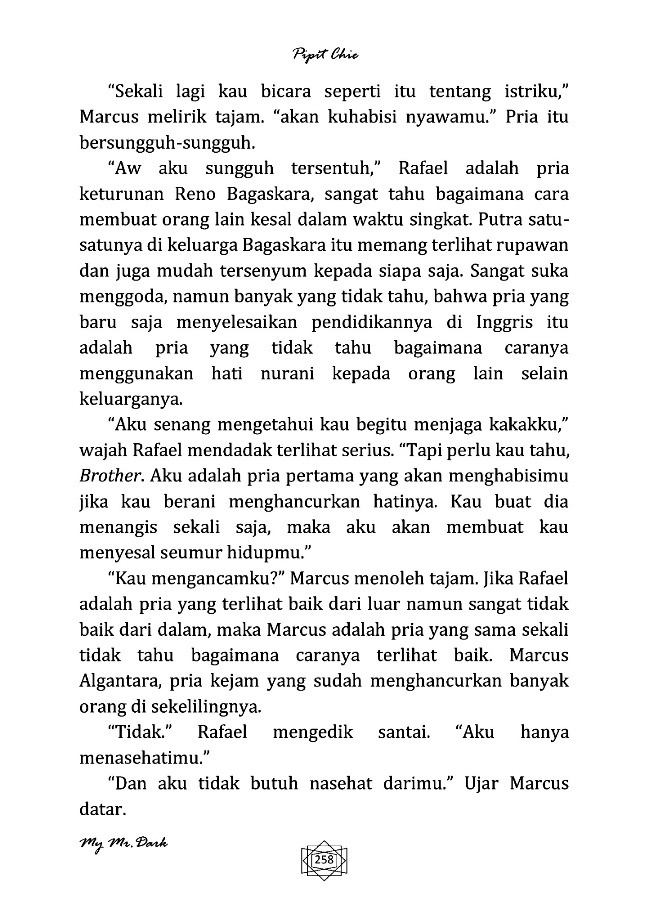 Pipit Chie
“Sekali lagi kau bicara seperti itu tentang istriku,”
Marcus melirik tajam. “akan kuhabisi nyawamu.” Pria itu
bersungguh-sungguh.
“Aw aku sungguh tersentuh,” Rafael adalah pria
keturunan Reno Bagaskara, sangat tahu bagaimana cara
membuat orang lain kesal dalam waktu singkat. Putra satu-
satunya di keluarga Bagaskara itu memang terlihat rupawan
dan juga mudah tersenyum kepada siapa saja. Sangat suka
menggoda, namun banyak yang tidak tahu, bahwa pria yang
baru saja menyelesaikan pendidikannya di Inggris itu
adalah pria yang tidak tahu bagaimana caranya
menggunakan hati nurani kepada orang lain selain
keluarganya.
“Aku senang mengetahui kau begitu menjaga kakakku,”
wajah Rafael mendadak terlihat serius. “Tapi perlu kau tahu,
Brother. Aku adalah pria pertama yang akan menghabisimu
jika kau berani menghancurkan hatinya. Kau buat dia
menangis sekali saja, maka aku akan membuat kau
menyesal seumur hidupmu.”
“Kau mengancamku?” Marcus menoleh tajam. Jika Rafael
adalah pria yang terlihat baik dari luar namun sangat tidak
baik dari dalam, maka Marcus adalah pria yang sama sekali
tidak tahu bagaimana caranya terlihat baik. Marcus
Algantara, pria kejam yang sudah menghancurkan banyak
orang di sekelilingnya.
“Tidak.” Rafael mengedik santai. “Aku hanya
menasehatimu.”
“Dan aku tidak butuh nasehat darimu.” Ujar Marcus
datar.
My Mr. Dark
258